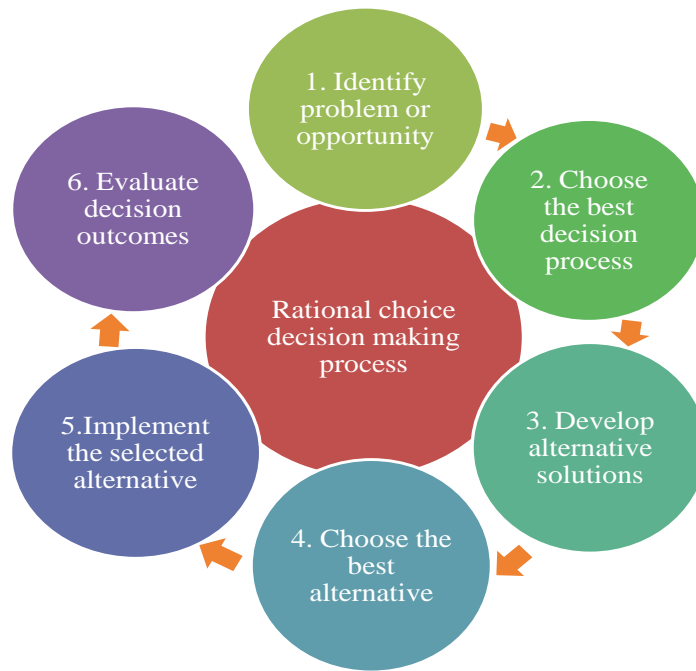 1. Identify
problem or
opportunity
2. Choose
the best
decision
process
3. Develop
alternative
solutions
4. Choose the
best
alternative
5.Implement
the selected
alternative
6. Evaluate
decision
outcomes
Rational choice
decision making
process